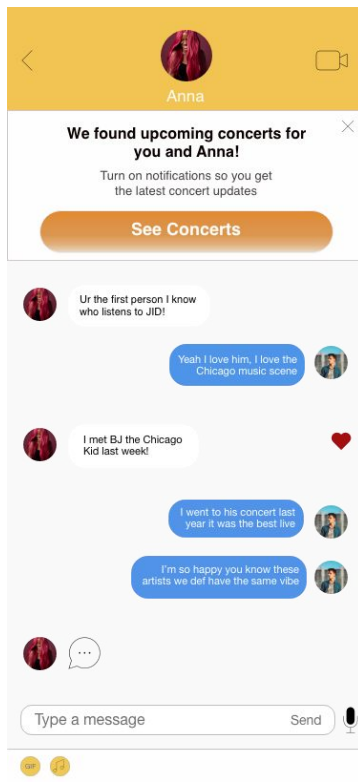 Anna
We found upcoming concerts for
you and Anna!
Turn on notifications so you get
the latest concert updates
See Concerts
Ur the first person I know
who listens to JID!
Yeah I love him, I love the
Chicago music scene
I met BJ the Chicago
Kid last week!
I went to his concert last
year it was the best live
I'm so happy you know these
artists we def have the same vibe
Type a message
Send
GIF